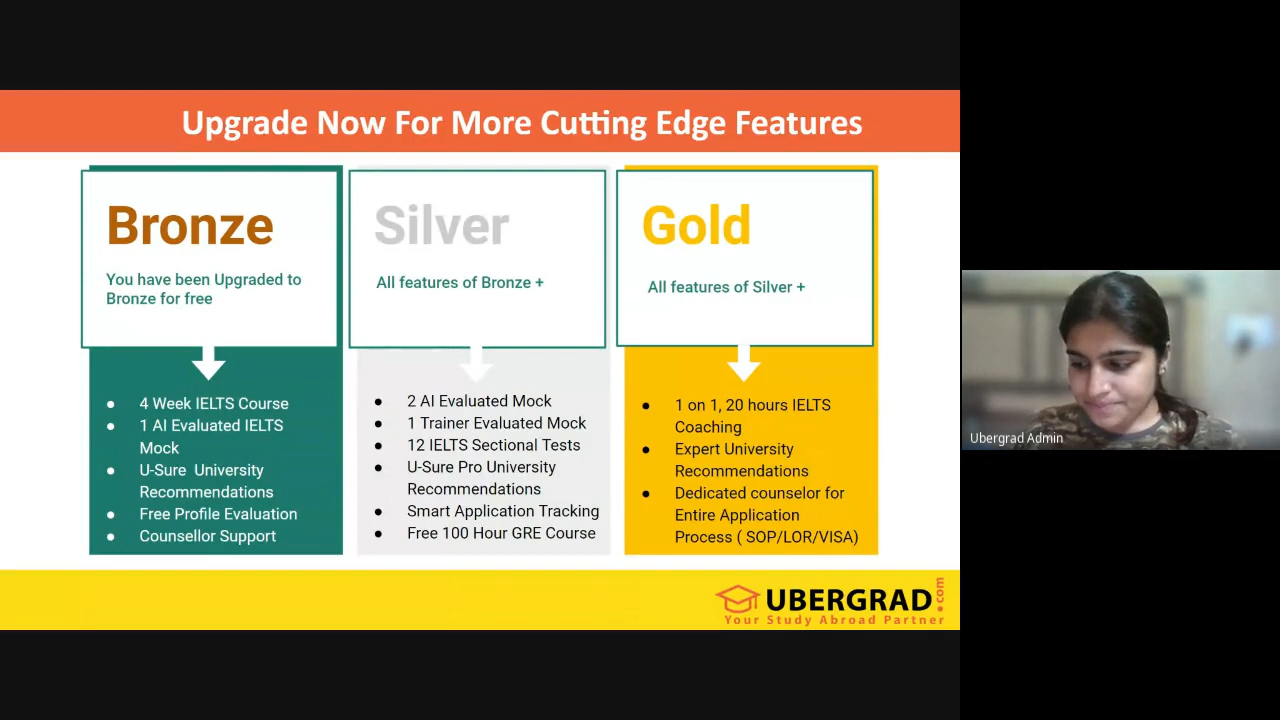 Upgrade Now For More Cutting Edge Features
Bronze
You have been Upgraded to
Bronze for free
● 4 Week IELTS Course
● 1 AI Evaluated IELTS
Mock
● U-Sure University
Recommendations
● Free Profile Evaluation
● Counsellor Support
Silver
All features of Bronze +
● 2 AI Evaluated Mock
● 1 Trainer Evaluated Mock
● 12 IELTS Sectional Tests
● U-Sure Pro University
Recommendations
● Smart Application Tracking
● Free 100 Hour GRE Course
Gold
All features of Silver +
● 1 on 1, 20 hours IELTS
Coaching
● Expert University
Recommendations
● Dedicated counselor for
Entire Application
Process ( SOP/LOR/VISA)
UBERGRAD.com
Your Study Abroad Partner
Ubergrad Admin